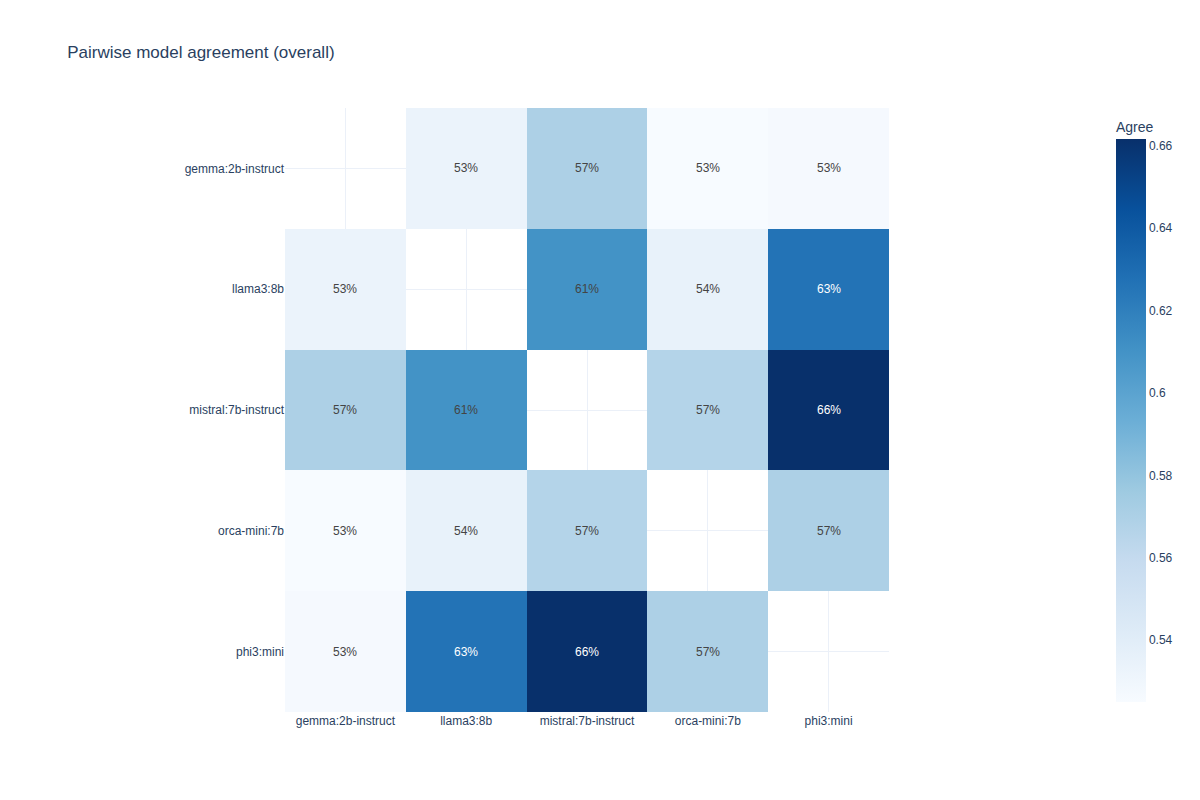 Pairwise model agreement (overall)
Agree
gemma:2b-instruct 53% 57% 53% 53%
llama3:8b 53% 61% 54% 63%
mistral:7b-instruct 57% 61% 57% 66%
orca-mini:7b 53% 54% 57% 57%
phi3:mini 53% 63% 66% 57%
gemma:2b-instruct llama3:8b mistral:7b-instruct orca-mini:7b phi3:mini
0.66
0.64
0.62
0.6
0.58
0.56
0.54